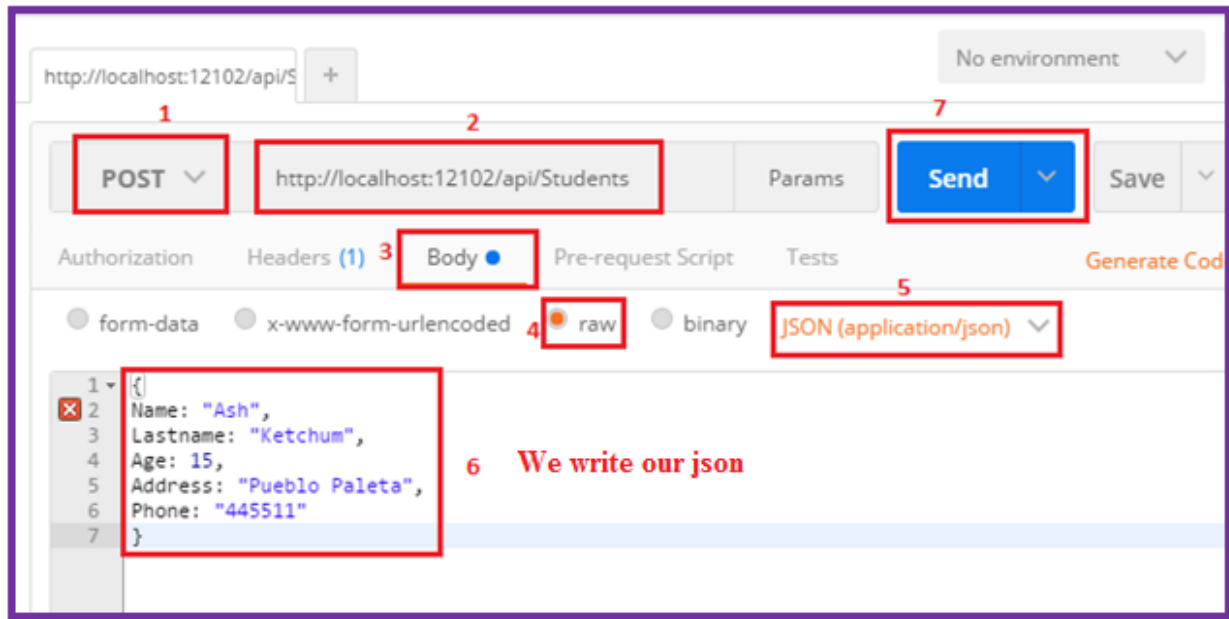 http://localhost:12102/api/S +
No environment
1 2 7
POST http://localhost:12102/api/Students Params Send Save
Authorization Headers (1) 3 Body Pre-request Script Tests Generate Cod
5
form-data x-www-form-urlencoded 4 raw binary JSON (application/json)
1 {
2 Name: "Ash",
3 Lastname: "Ketchum",
4 Age: 15,
5 Address: "Pueblo Paleta",
6 Phone: "445511"
7 }
6 We write our json